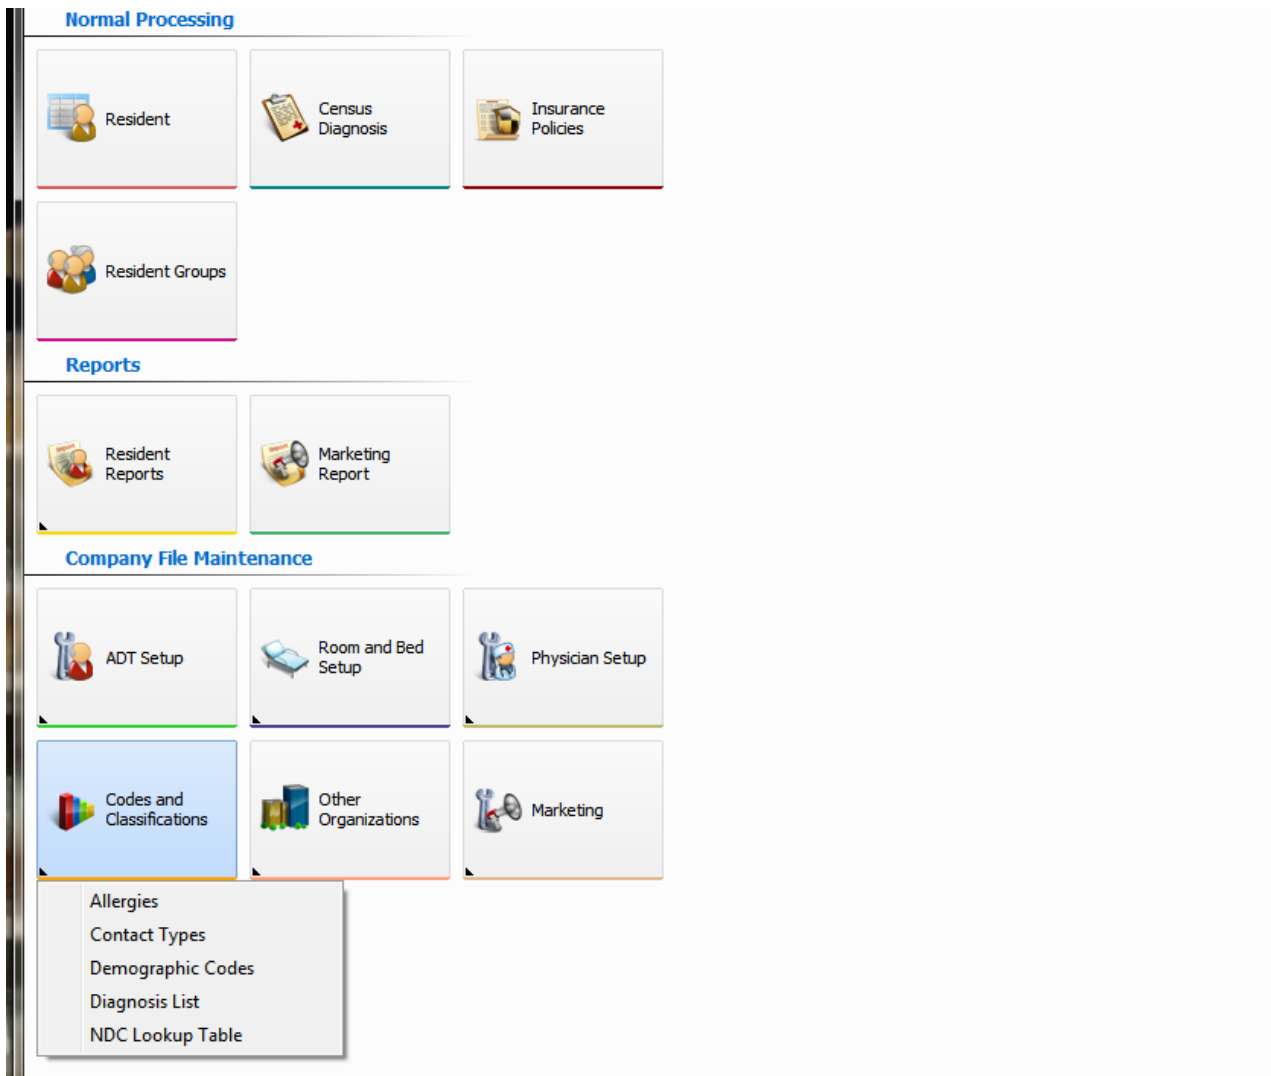 Normal Processing
Resident
Census
Diagnosis
Insurance
Policies
Resident Groups
Reports
Resident
Reports
Marketing
Report
Company File Maintenance
ADT Setup
Room and Bed
Setup
Physician Setup
Codes and
Classifications
Other
Organizations
Marketing
Allergies
Contact Types
Demographic Codes
Diagnosis List
NDC Lookup Table